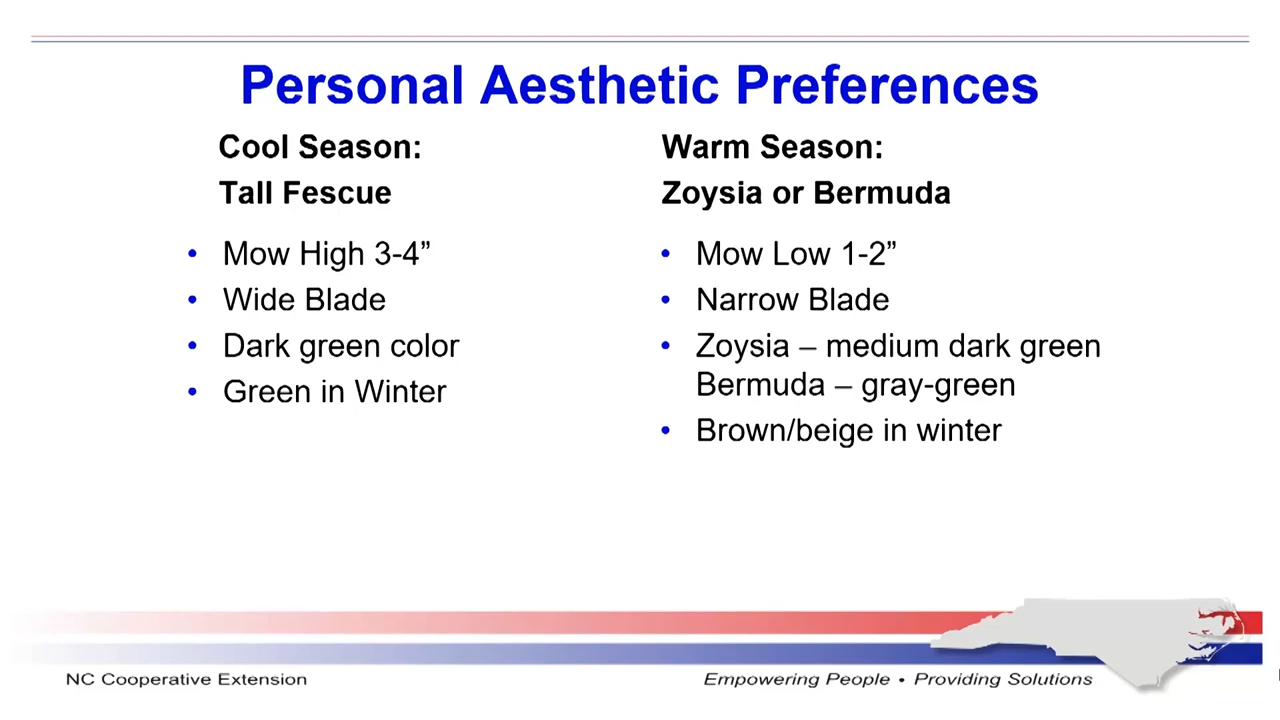 Personal Aesthetic Preferences
Cool Season:
Tall Fescue
• Mow High 3-4”
• Wide Blade
• Dark green color
• Green in Winter
Warm Season:
Zoysia or Bermuda
• Mow Low 1-2”
• Narrow Blade
• Zoysia – medium dark green
Bermuda – gray-green
• Brown/beige in winter
NC Cooperative Extension
Empowering People • Providing Solutions